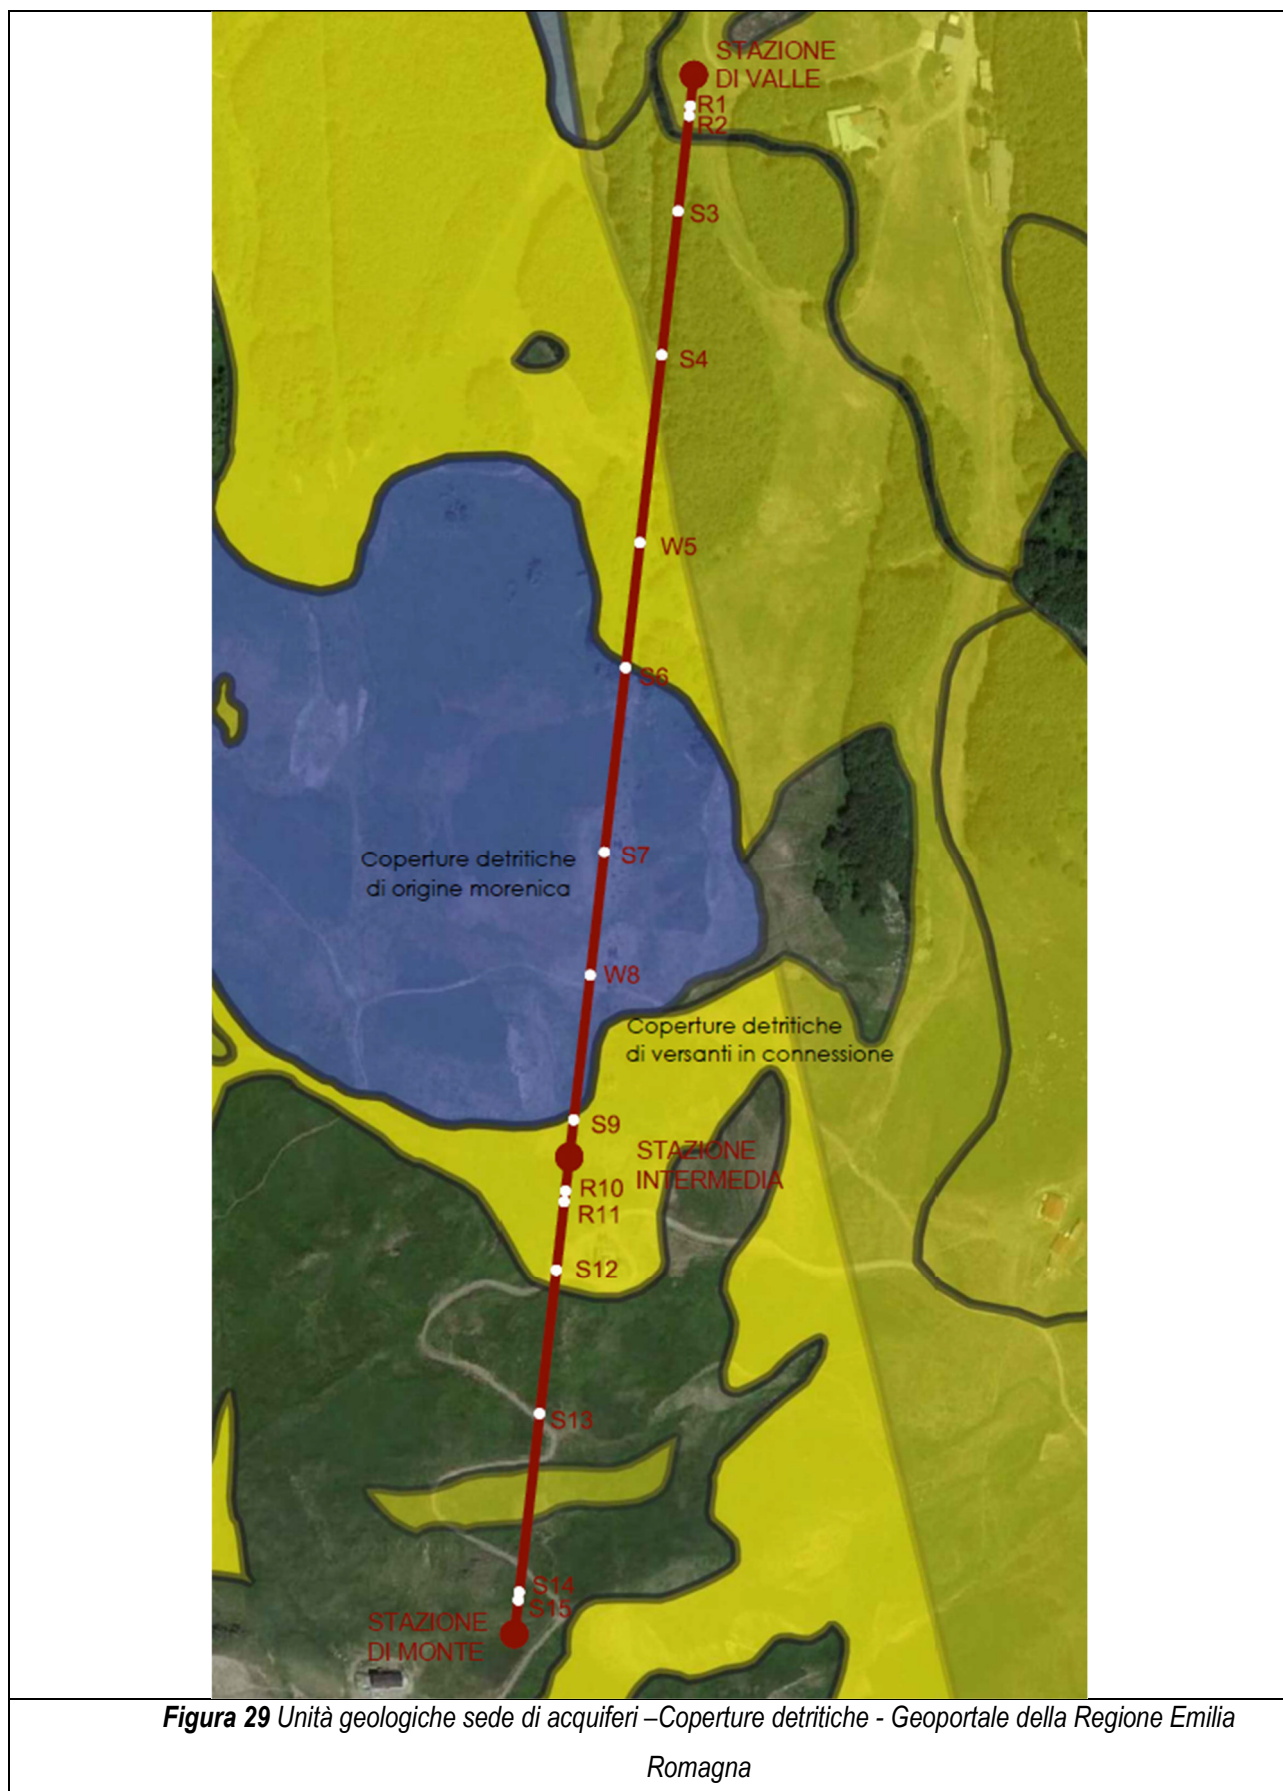 STAZIONE
DI VALLE
R1
R2
S3
S4
W5
S6
S7
Coperture detritiche
di origine morenica
W8
Coperture detritiche
di versanti in connessione
S9
STAZIONE
INTERMEDIA
R10
R11
S12
S13
S14
S15
STAZIONE
DI MONTE
Figura 29 Unità geologiche sede di acquiferi –Coperture detritiche - Geoportale della Regione Emilia
Romagna